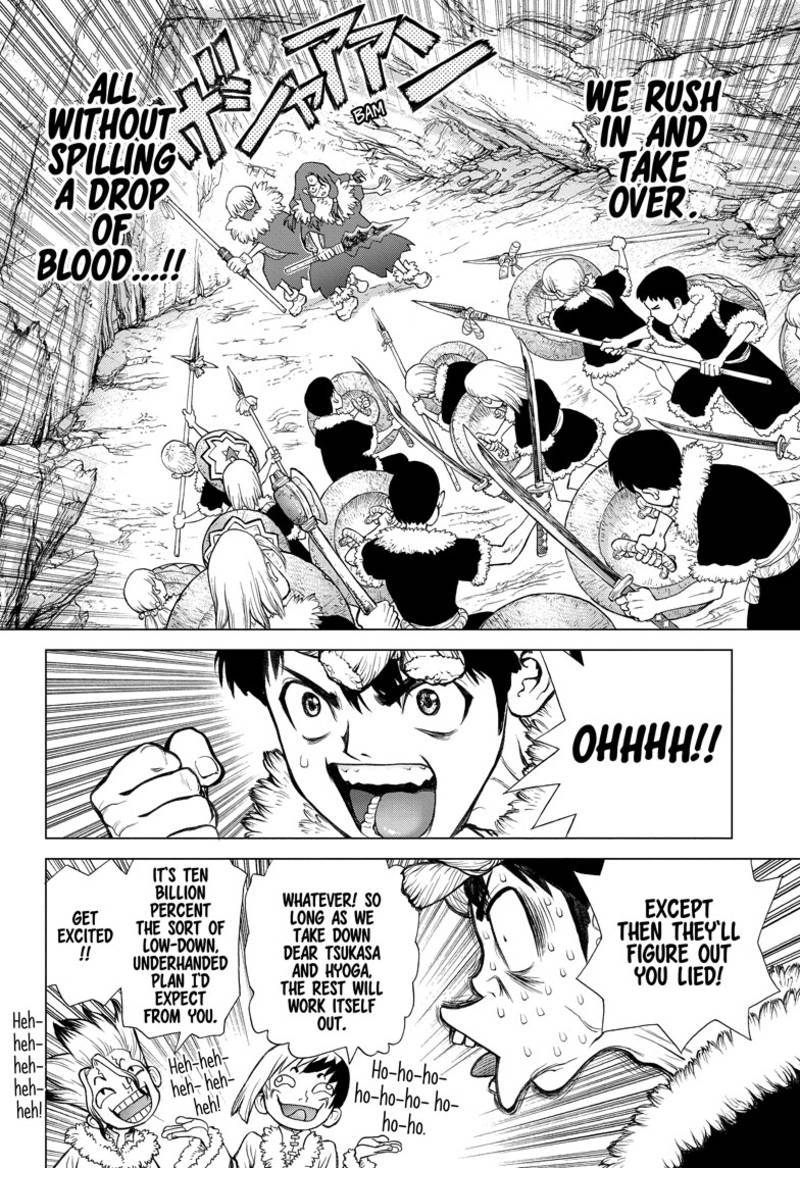 WE RUSH
IN AND
TAKE
OVER.
ボシャアアン
BAM
ALL
WITHOUT
SPILLING
A DROP
OF
BLOOD...!!
OHHHH!!
EXCEPT
THEN THEY'LL
FIGURE OUT
YOU LIED!
WHATEVER! SO
LONG AS WE
TAKE DOWN
DEAR TSUKASA
AND HYOGA,
THE REST WILL
WORK ITSELF
OUT.
Ho-ho-ho-
ho-ho-ho- ho-
ho-ho.
IT'S TEN
BILLION
PERCENT
THE SORT OF
LOW-DOWN,
UNDERHANDED
PLAN I'D
EXPECT
FROM YOU.
GET
EXCITED
!!
Heh-heh-
heh- heh-
heh!
Heh-
heh-
heh-
heh-
heh!